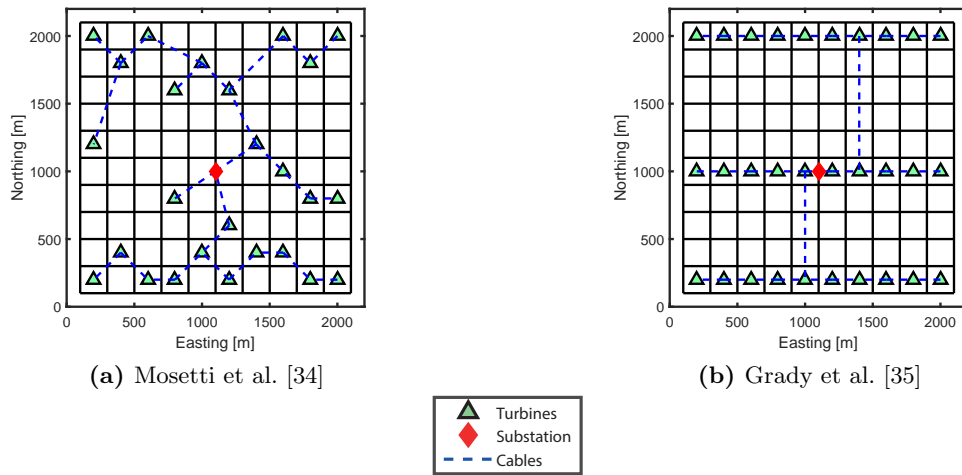 2000
1500
1000
500
0
Northing [m]
0 500 1000 1500 2000
Easting [m]
(a) Mosetti et al. [34]
2000
1500
1000
500
0
Northing [m]
0 500 1000 1500 2000
Easting [m]
(b) Grady et al. [35]
Turbines
Substation
Cables